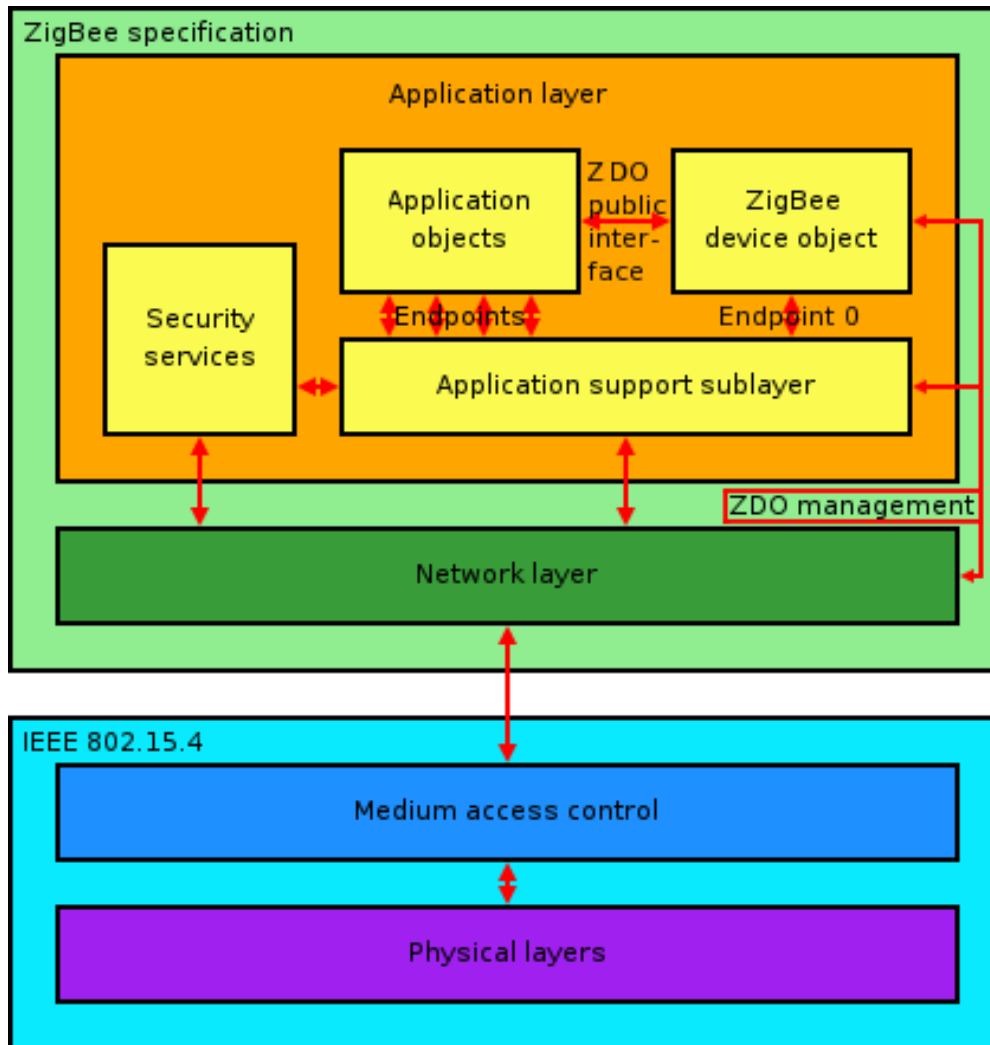 ZigBee specification
Application layer
Application
objects
ZDO
public
inter-
face
ZigBee
device object
Security
services
Endpoints
Endpoint 0
Application support sublayer
ZDO management
Network layer
IEEE 802.15.4
Medium access control
Physical layers